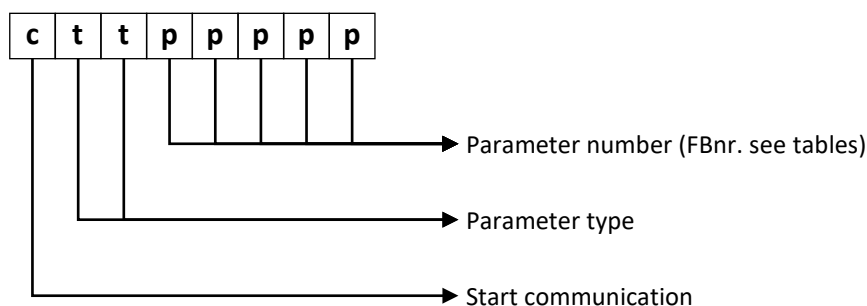 c t t p p p p p
Parameter number (FBnr. see tables)
Parameter type
Start communication